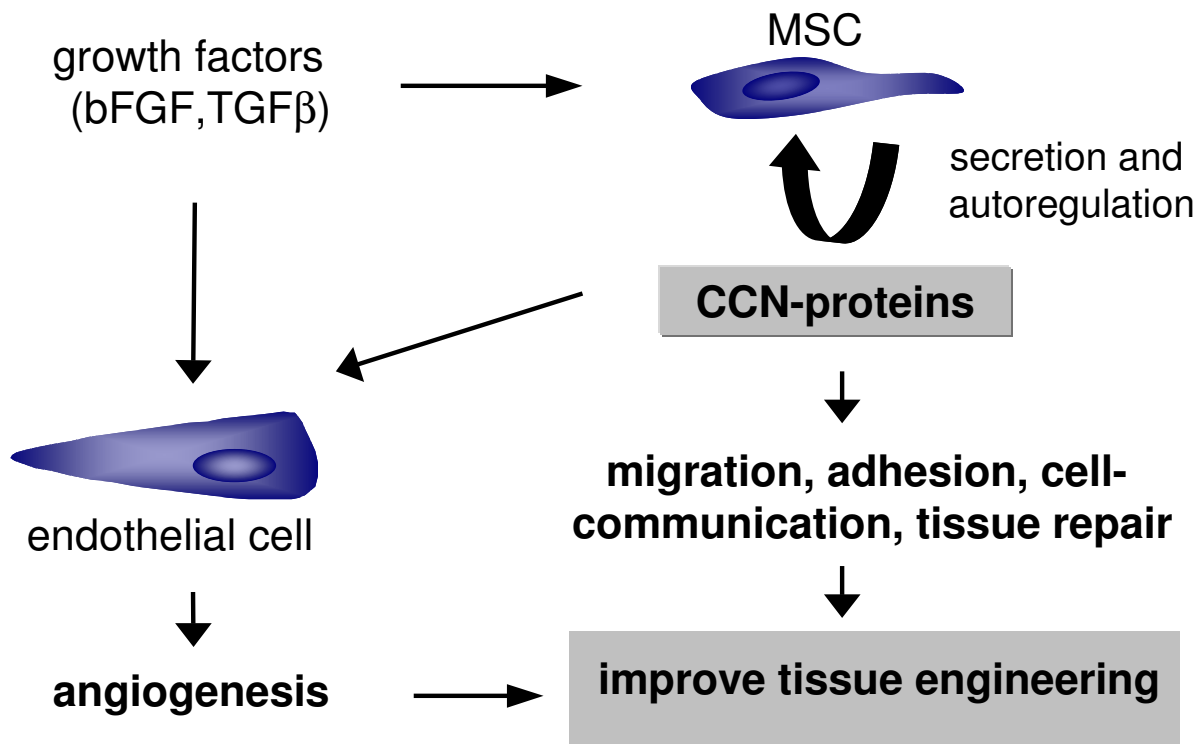 growth factors
(bFGF,TGFβ)
MSC
secretion and
autoregulation
CCN-proteins
migration, adhesion, cell-
communication, tissue repair
endothelial cell
angiogenesis
improve tissue engineering